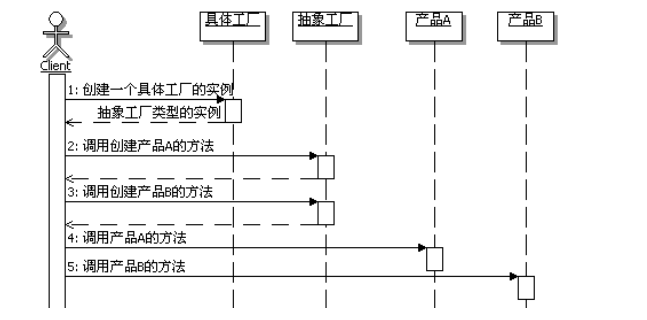 具体工厂
抽象工厂
产品A
产品B
Client
1: 创建一个具体工厂的实例
抽象工厂类型的实例
2: 调用创建产品A的方法
3: 调用创建产品B的方法
4: 调用产品A的方法
5: 调用产品B的方法